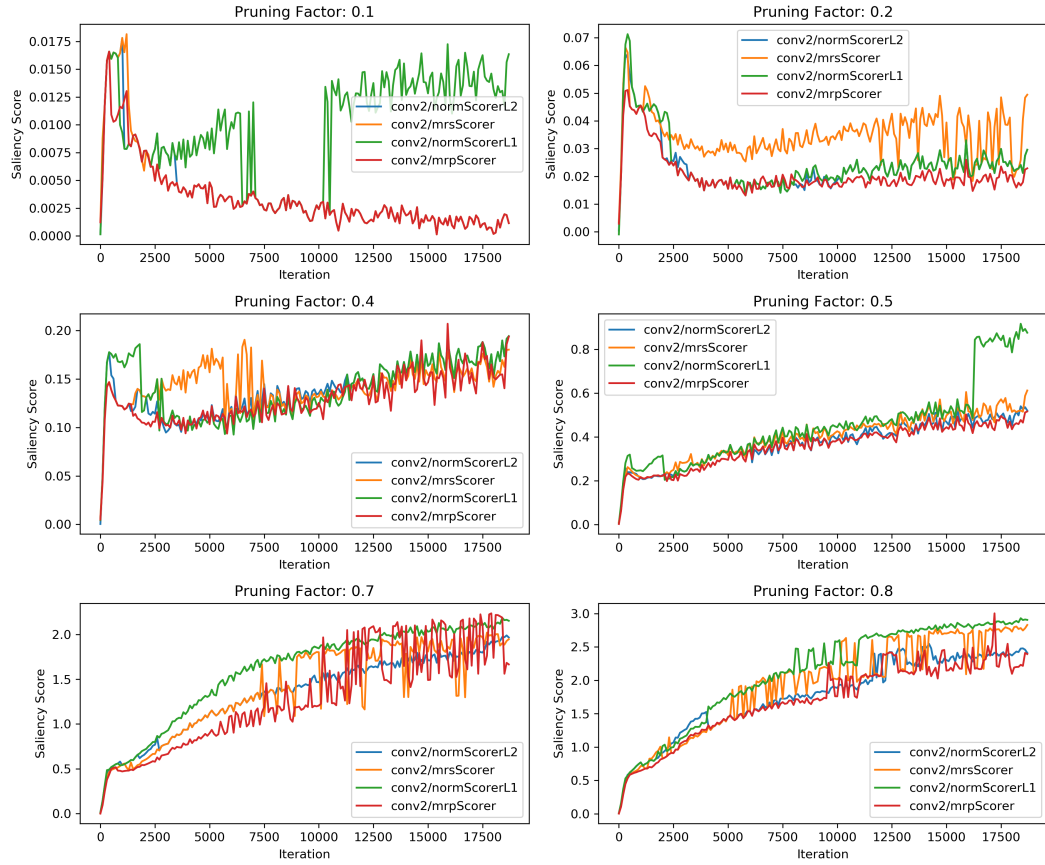 Pruning Factor: 0.1
0.0175
0.0150
0.0125
0.0100
0.0075
0.0050
0.0025
0.0000
Saliency Score
conv2/normScorerL2
conv2/mrsScorer
conv2/normScorerL1
conv2/mrpScorer
0 2500 5000 7500 10000 12500 15000 17500
Iteration
Pruning Factor: 0.2
0.07
0.06
0.05
0.04
0.03
0.02
0.01
0.00
Saliency Score
conv2/normScorerL2
conv2/mrsScorer
conv2/normScorerL1
conv2/mrpScorer
0 2500 5000 7500 10000 12500 15000 17500
Iteration
Pruning Factor: 0.4
0.20
0.15
0.10
0.05
0.00
Saliency Score
conv2/normScorerL2
conv2/mrsScorer
conv2/normScorerL1
conv2/mrpScorer
0 2500 5000 7500 10000 12500 15000 17500
Iteration
Pruning Factor: 0.5
0.8
0.6
0.4
0.2
0.0
Saliency Score
conv2/normScorerL2
conv2/mrsScorer
conv2/normScorerL1
conv2/mrpScorer
0 2500 5000 7500 10000 12500 15000 17500
Iteration
Pruning Factor: 0.7
2.0
1.5
1.0
0.5
0.0
Saliency Score
conv2/normScorerL2
conv2/mrsScorer
conv2/normScorerL1
conv2/mrpScorer
0 2500 5000 7500 10000 12500 15000 17500
Iteration
Pruning Factor: 0.8
3.0
2.5
2.0
1.5
1.0
0.5
0.0
Saliency Score
conv2/normScorerL2
conv2/mrsScorer
conv2/normScorerL1
conv2/mrpScorer
0 2500 5000 7500 10000 12500 15000 17500
Iteration